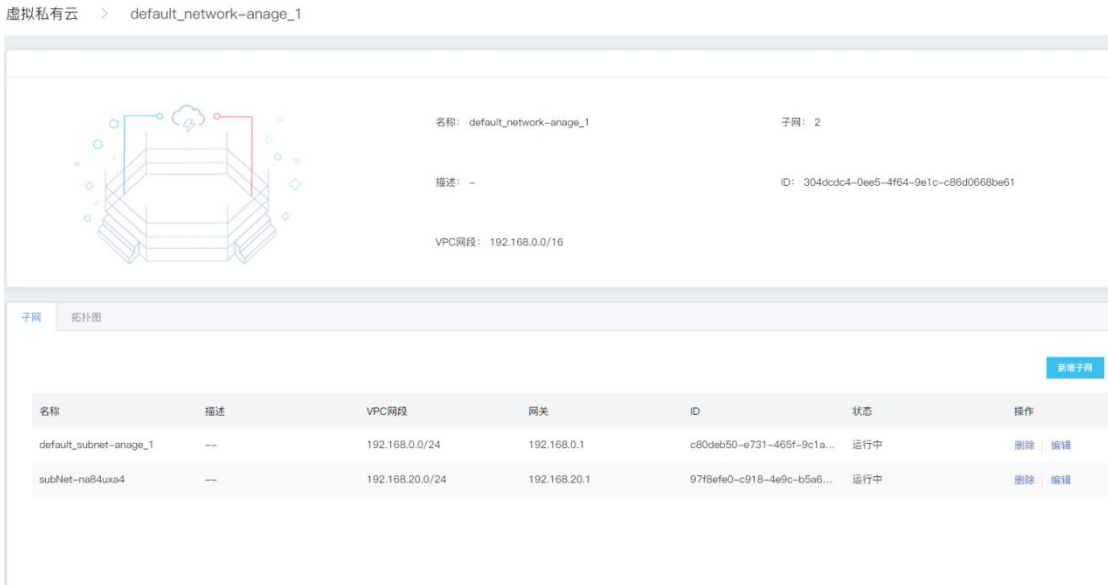 虚拟私有云 > default_network-anage_1
名称： default_network-anage_1 子网： 2
描述： - ID： 304dcdc4-0ee5-4f64-9e1c-c86d0668be61
VPC网段： 192.168.0.0/16
子网 拓扑图
新增子网
名称 描述 VPC网段 网关 ID 状态 操作
default_subnet-anage_1 -- 192.168.0.0/24 192.168.0.1 c80deb50-e731-465f-9c1a... 运行中 删除 编辑
subNet-na84uxa4 -- 192.168.20.0/24 192.168.20.1 97f8efe0-c918-4e9c-b5a6... 运行中 删除 编辑